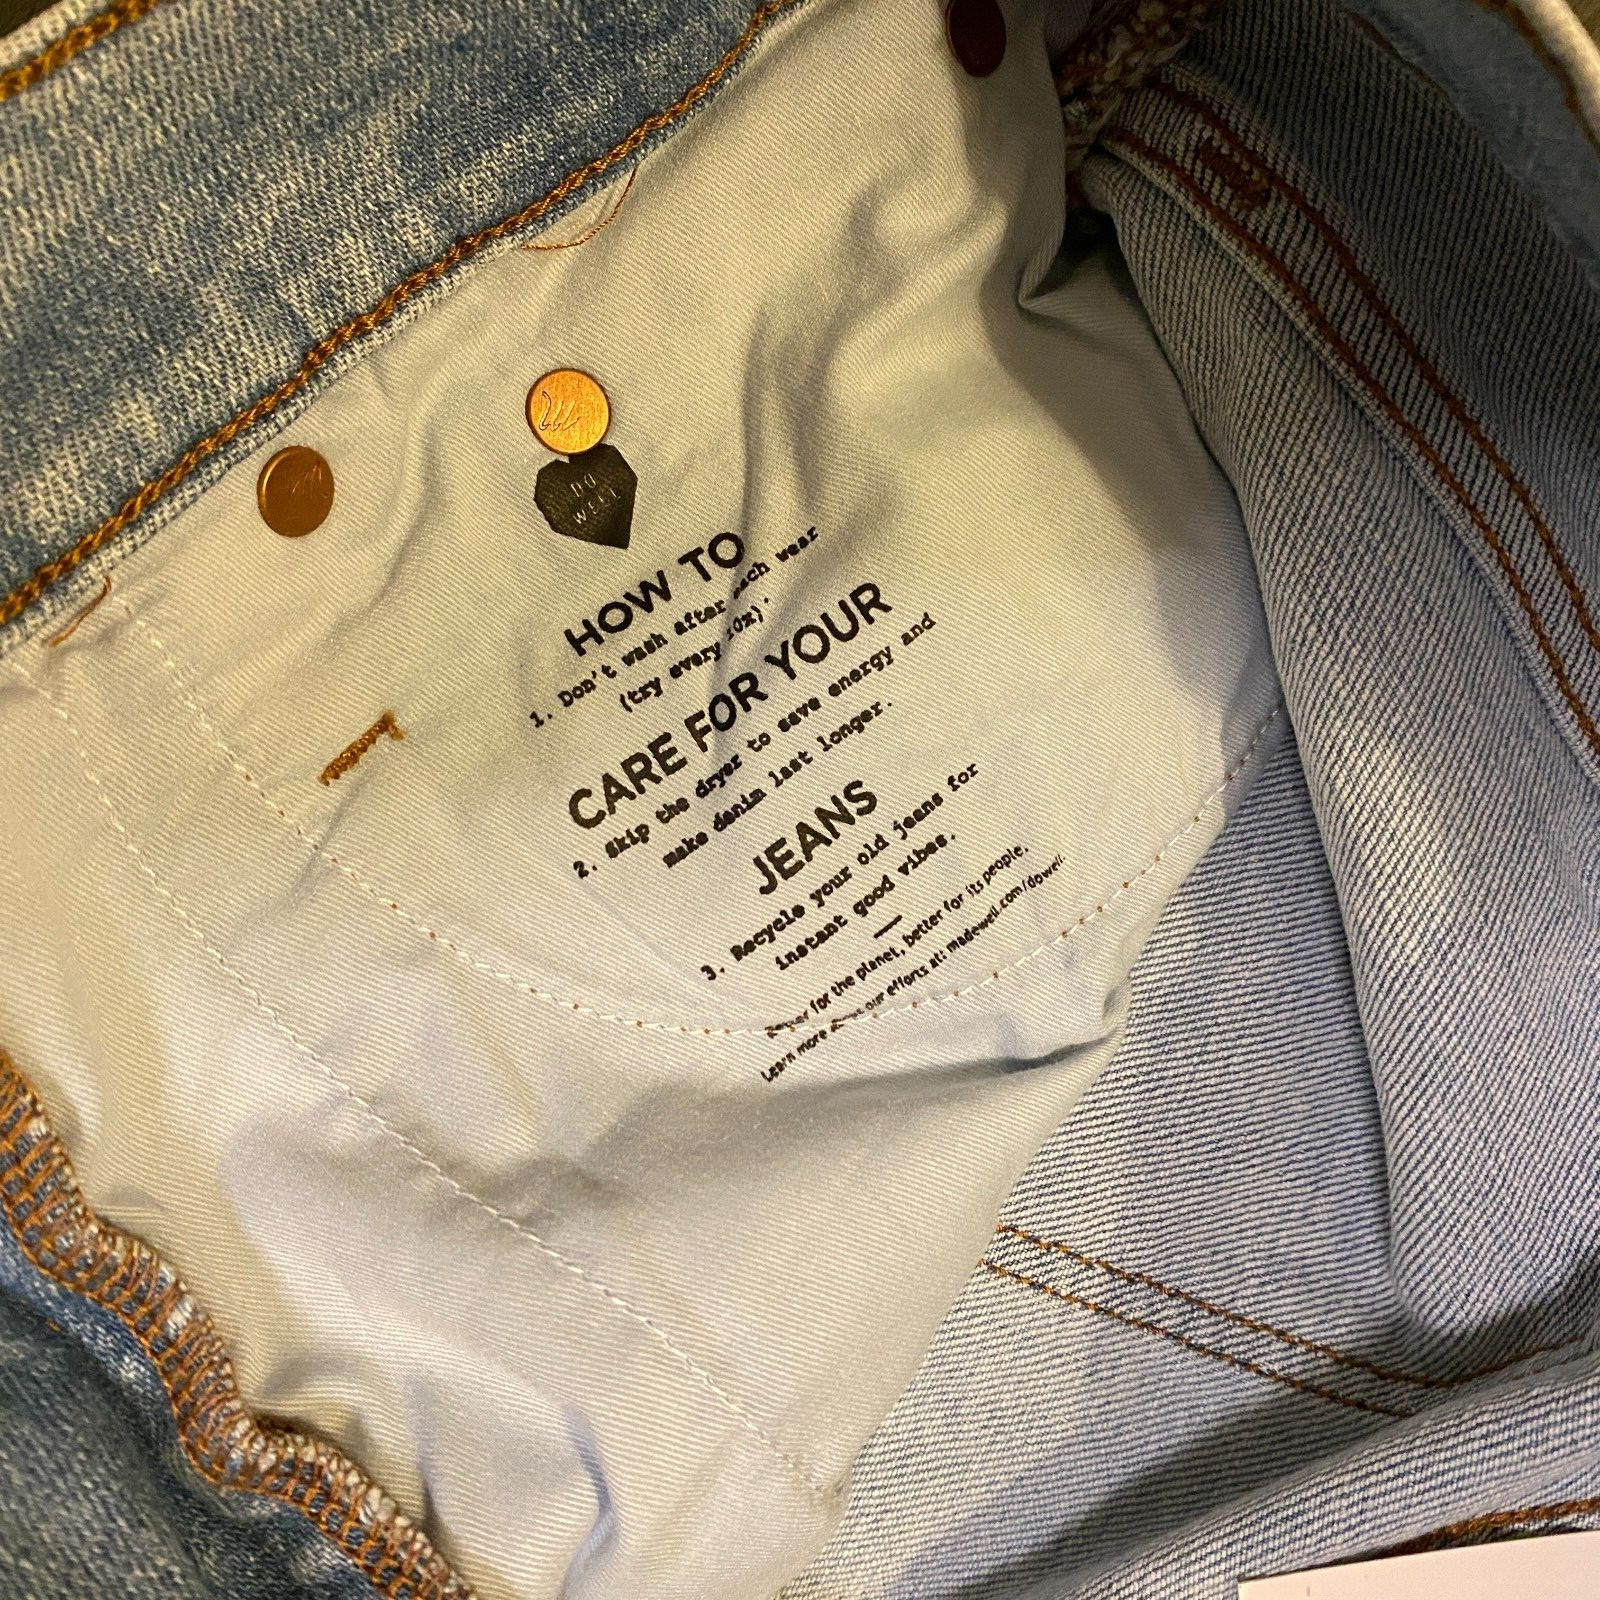 DO
WELL
HOW TO
1. Don't wash after each wear
(try every 10x).
CARE FOR YOUR
2. Skip the dryer to save energy and
make denim last longer.
JEANS
3. Recycle your old jeans for
instant good vibes.
Better for the planet, better for its people.
Learn more about our efforts at: madewell.com/dowell.